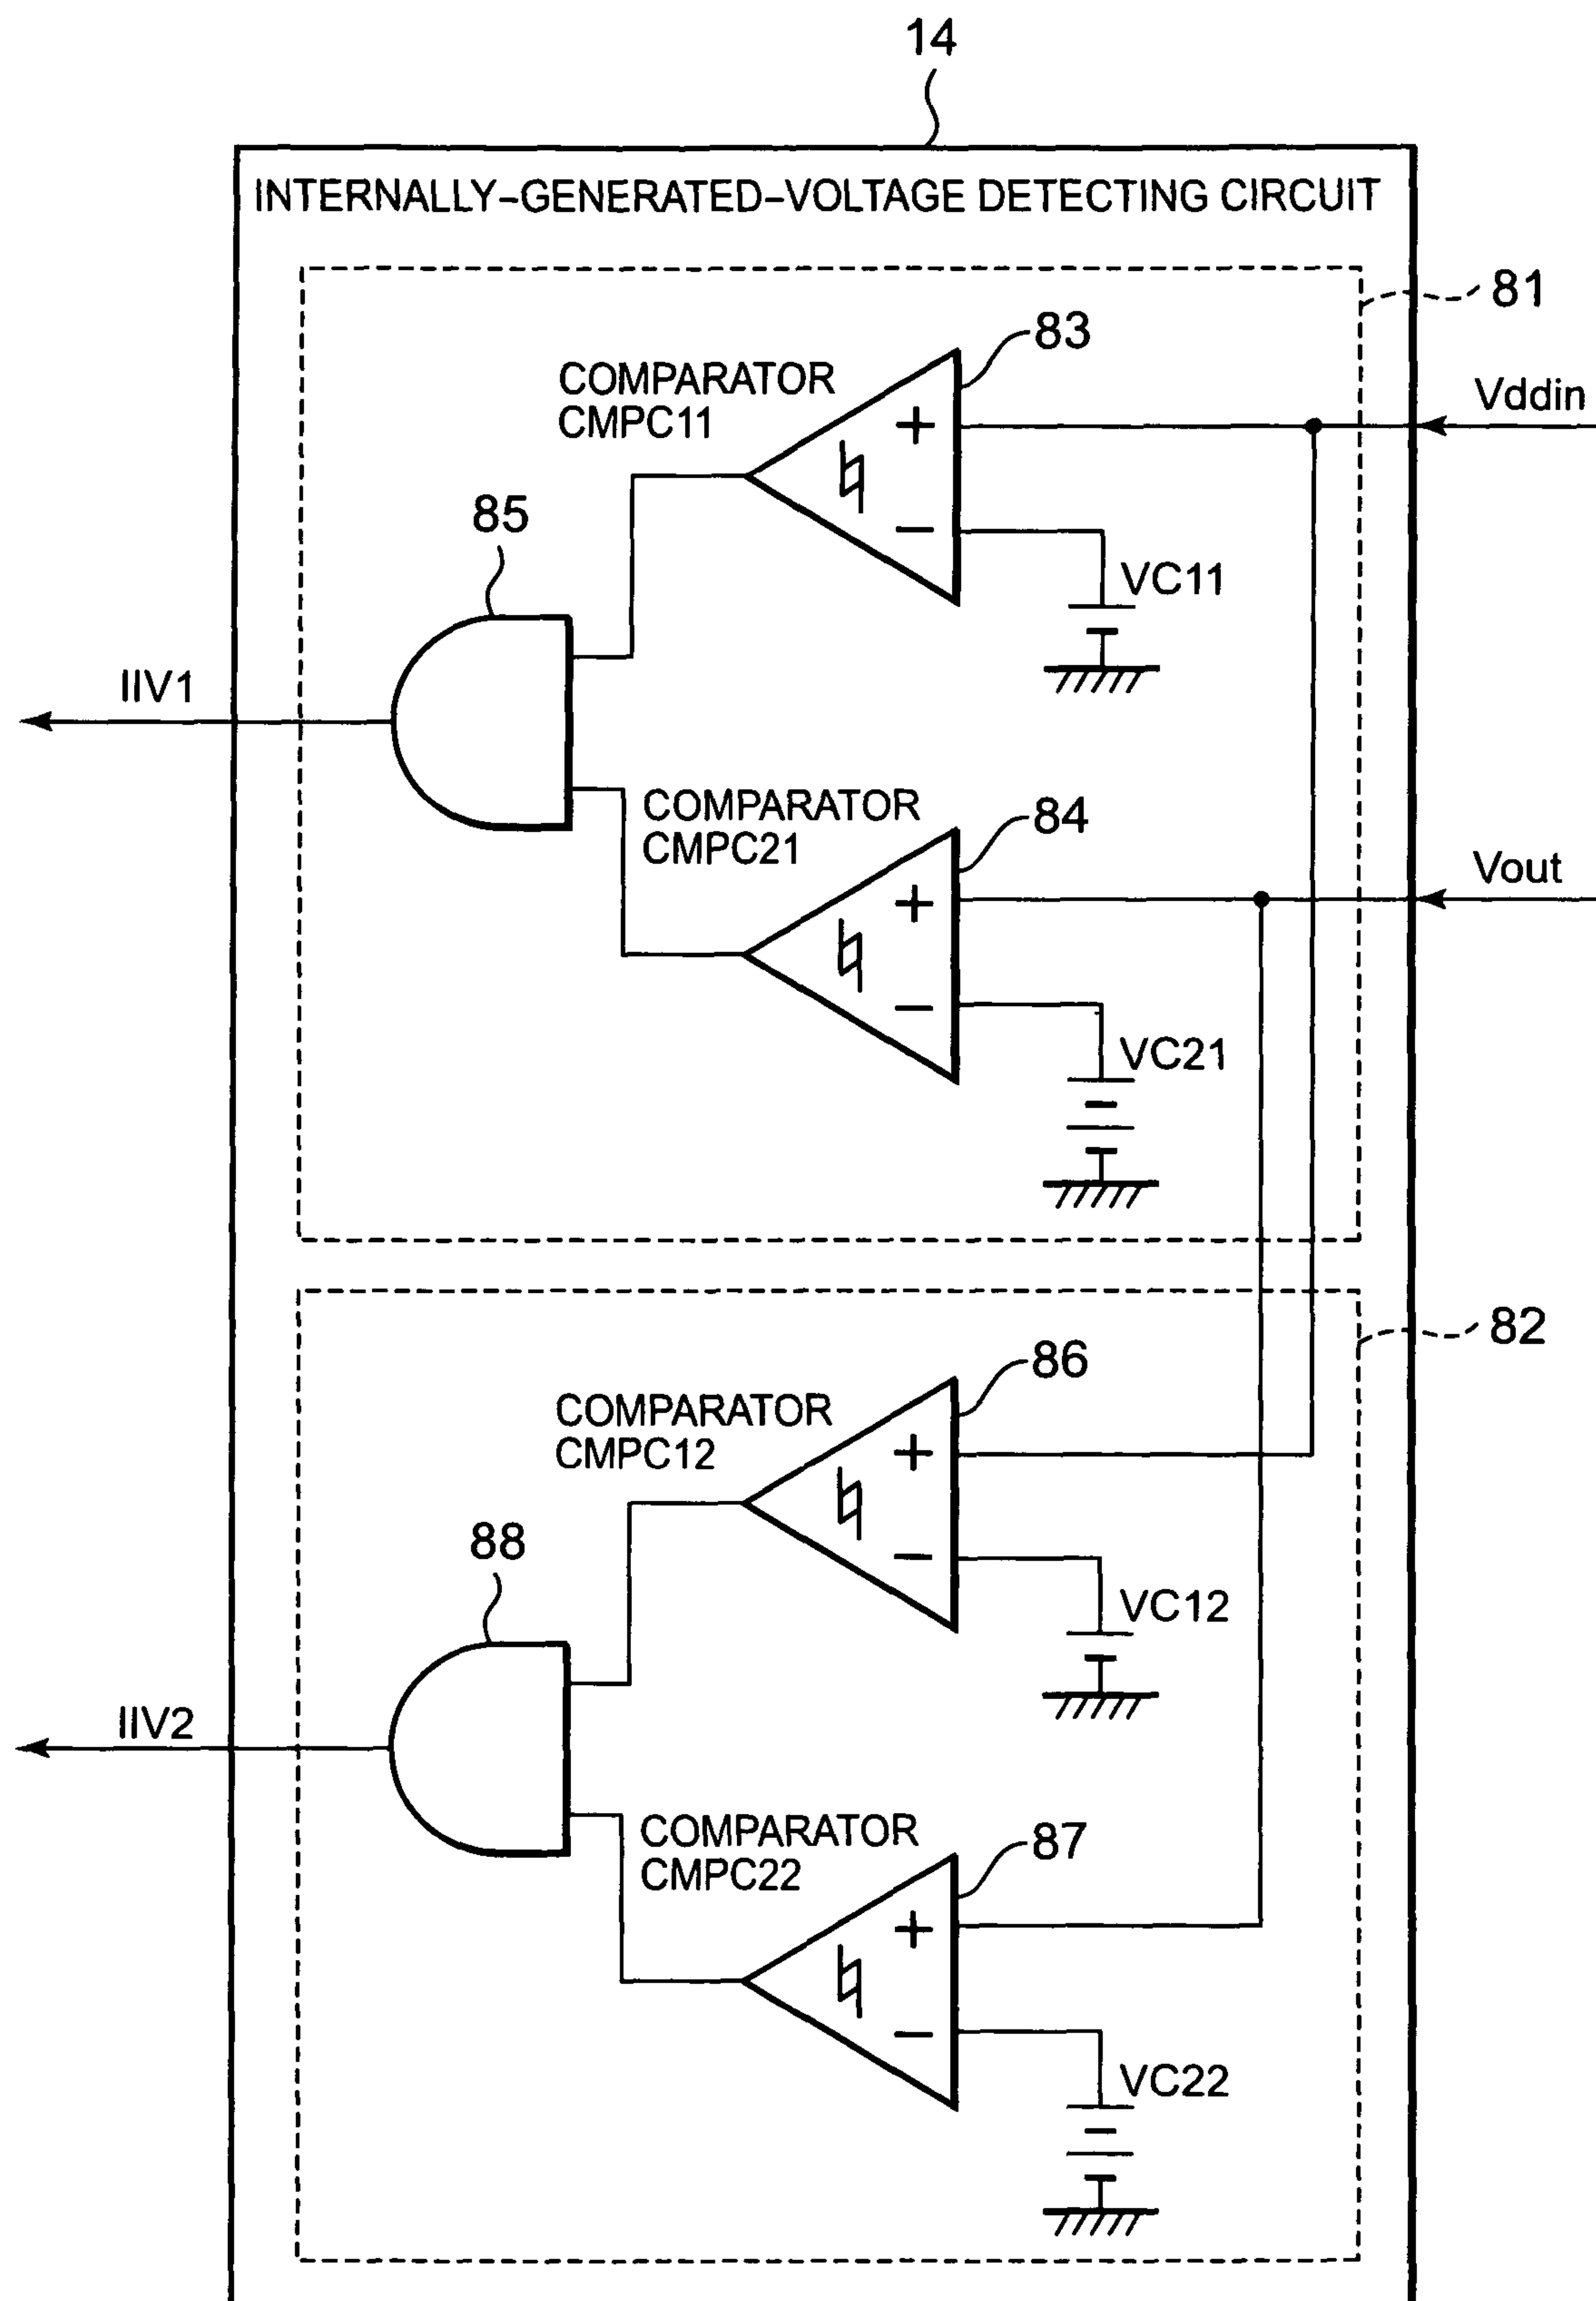 14
INTERNALLY-GENERATED-VOLTAGE DETECTING CIRCUIT
81
83
COMPARATOR
CMPC11
+
Vddin
85
−
VC11
IIV1
COMPARATOR
CMPC21
84
+
Vout
−
VC21
82
86
COMPARATOR
CMPC12
+
88
−
VC12
IIV2
COMPARATOR
CMPC22
87
+
−
VC22